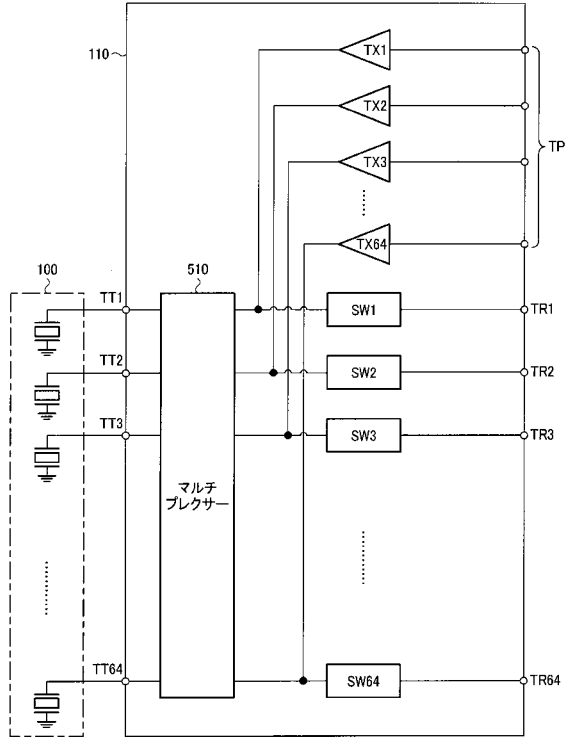 110
TX1
TX2
TX3
TX64
TP
100
510
TT1
SW1
TR1
TT2
SW2
TR2
TT3
SW3
TR3
マルチ
プレクサー
TT64
SW64
TR64